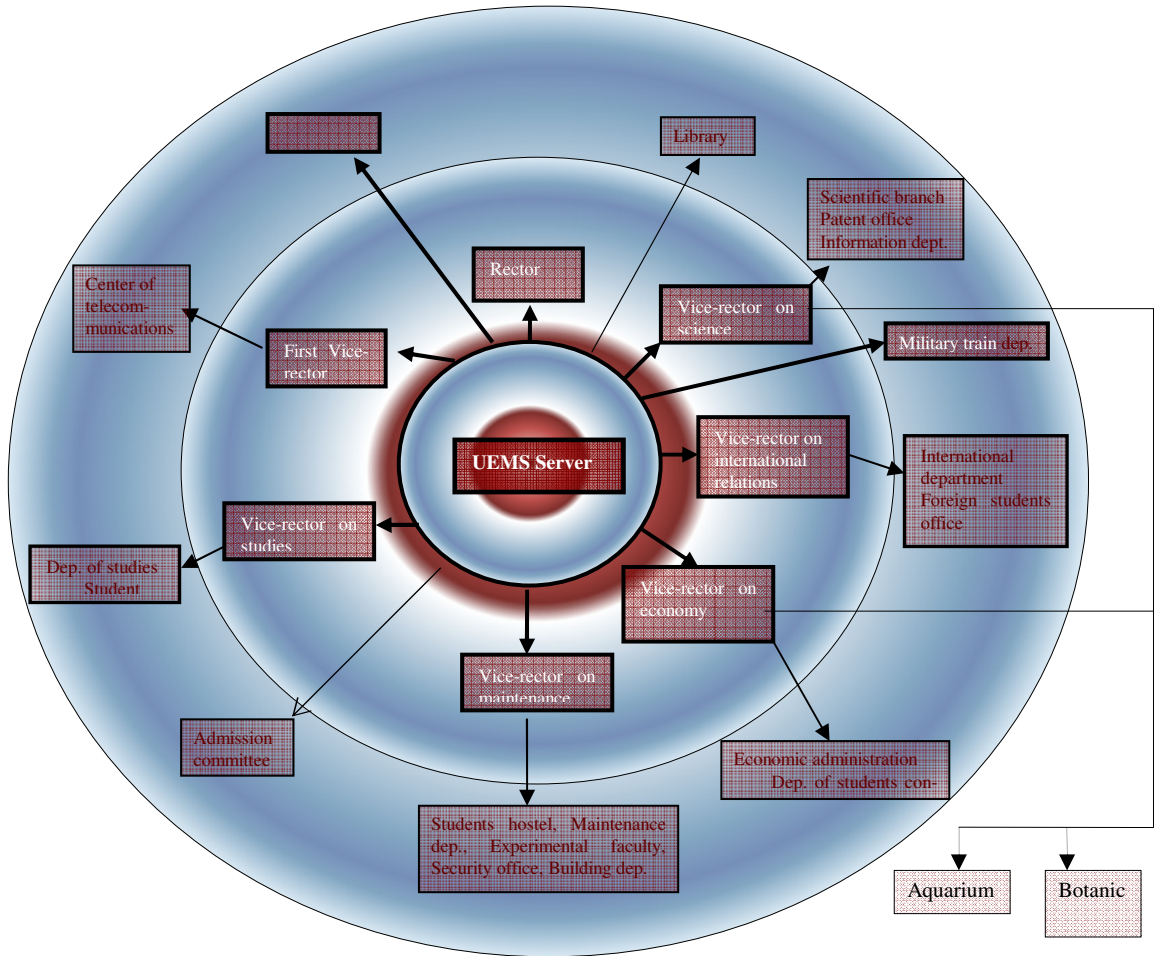 Library
Scientific branch
Patent office
Information dept.
Rector
Center of
telecom-
munications
Vice-rector on
science
Military train dep.
First Vice-
rector
Vice-rector on
international
relations
International
department
Foreign students
office
UEMS Server
Vice-rector on
studies
Dep. of studies
Student
Vice-rector on
economy
Vice-rector on
maintenance
Admission
committee
Economic administration
Dep. of students con-
Students hostel, Maintenance
dep., Experimental faculty,
Security office, Building dep.
Aquarium
Botanic